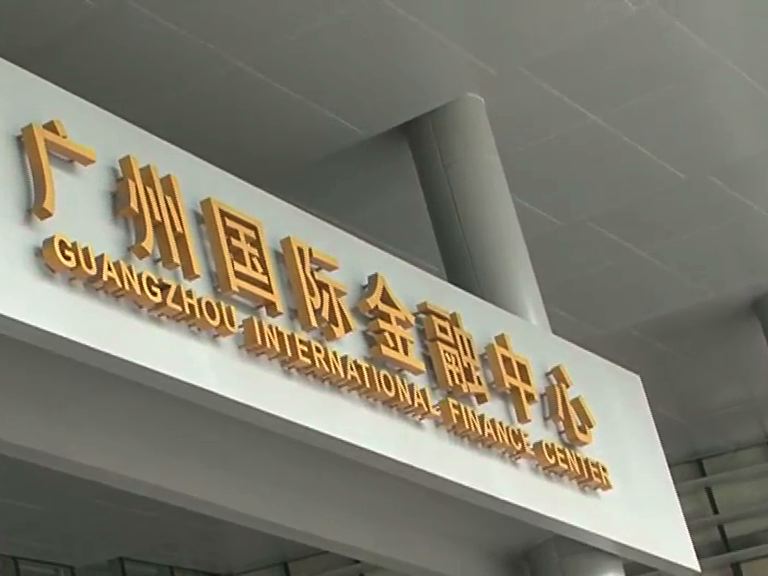 广州国际金融中心
GUANGZHOU INTERNATIONAL FINANCE CENTER